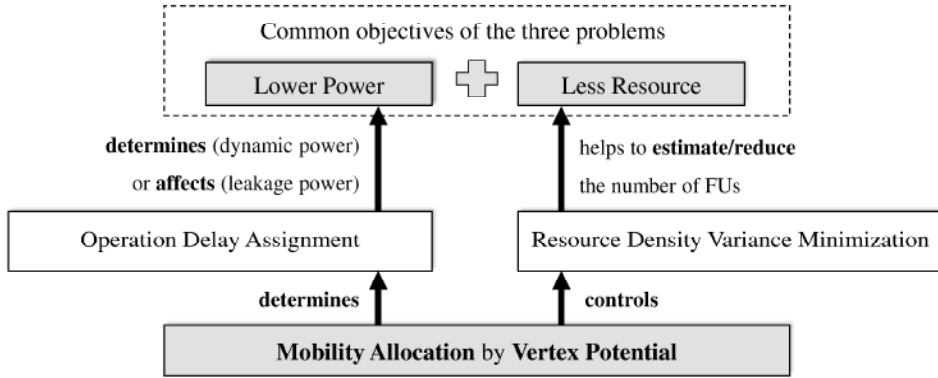 Common objectives of the three problems
Lower Power
Less Resource
determines (dynamic power)
or affects (leakage power)
helps to estimate/reduce
the number of FUs
Operation Delay Assignment
Resource Density Variance Minimization
determines
controls
Mobility Allocation by Vertex Potential